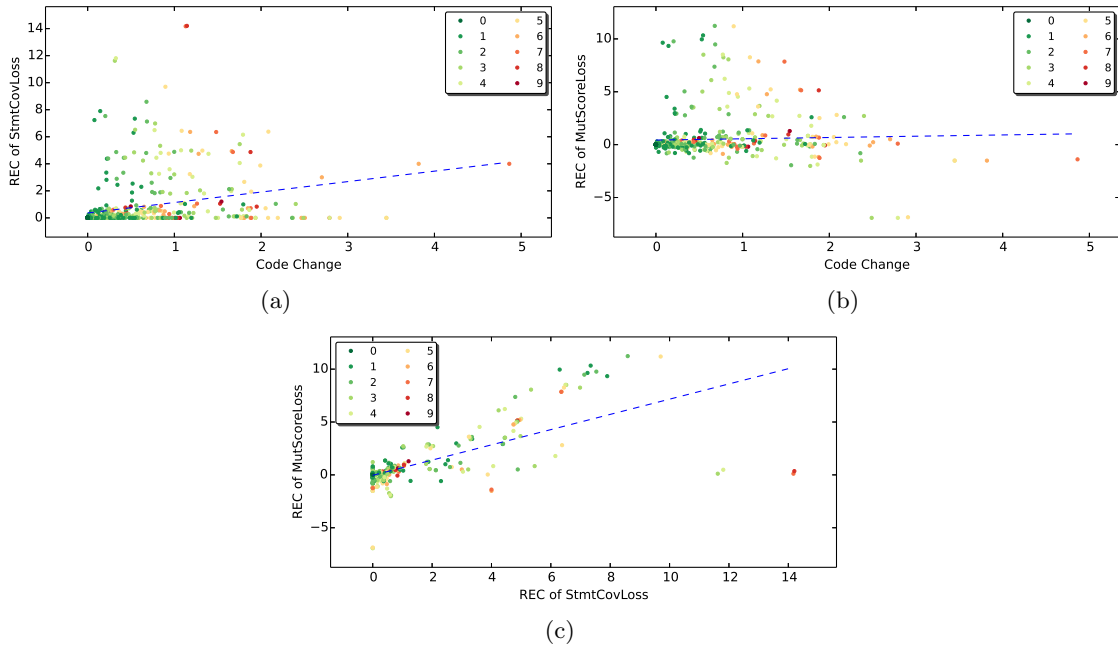 14
12
10
8
6
4
2
0
REC of StmtCovLoss
0 1 2 3 4 5
Code Change
0 5
1 6
2 7
3 8
4 9
(a)
10
5
0
−5
REC of MutScoreLoss
0 1 2 3 4 5
Code Change
0 5
1 6
2 7
3 8
4 9
(b)
10
5
0
−5
REC of MutScoreLoss
0 2 4 6 8 10 12 14
REC of StmtCovLoss
0 5
1 6
2 7
3 8
4 9
(c)